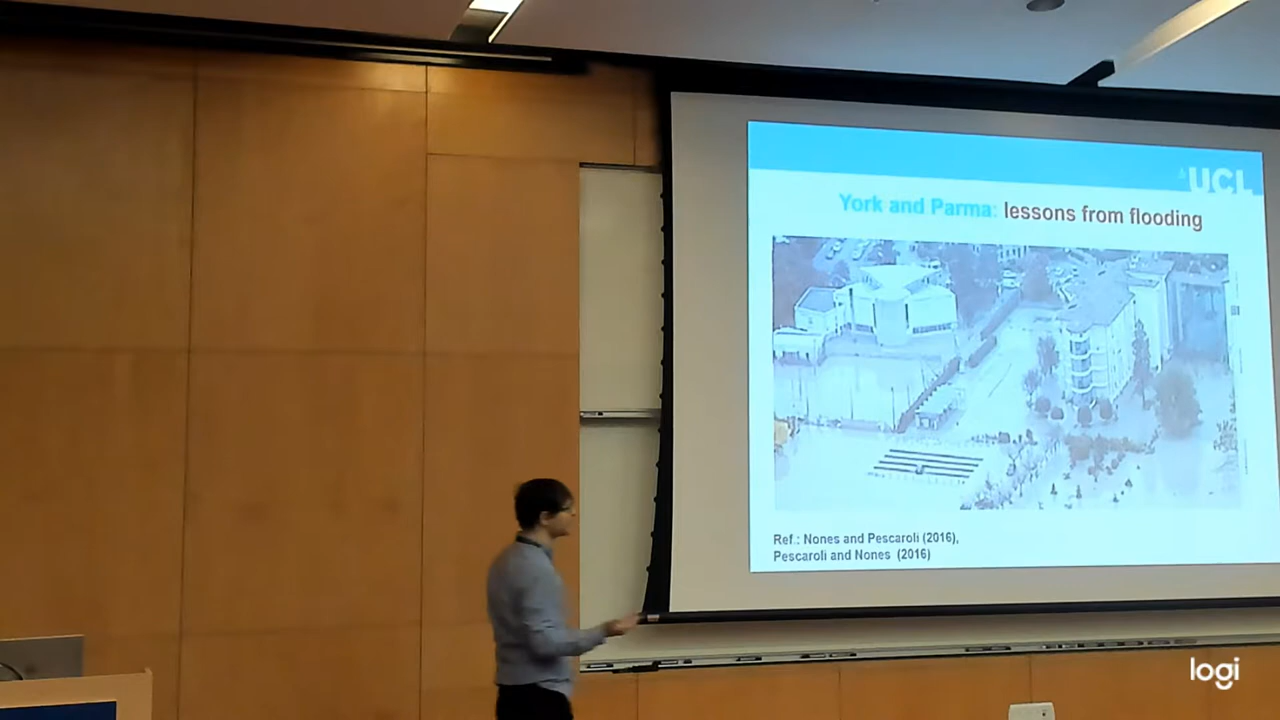 UCL
York and Parma: lessons from flooding
Ref.: Nones and Pescaroli (2016),
Pescaroli and Nones (2016)
logi